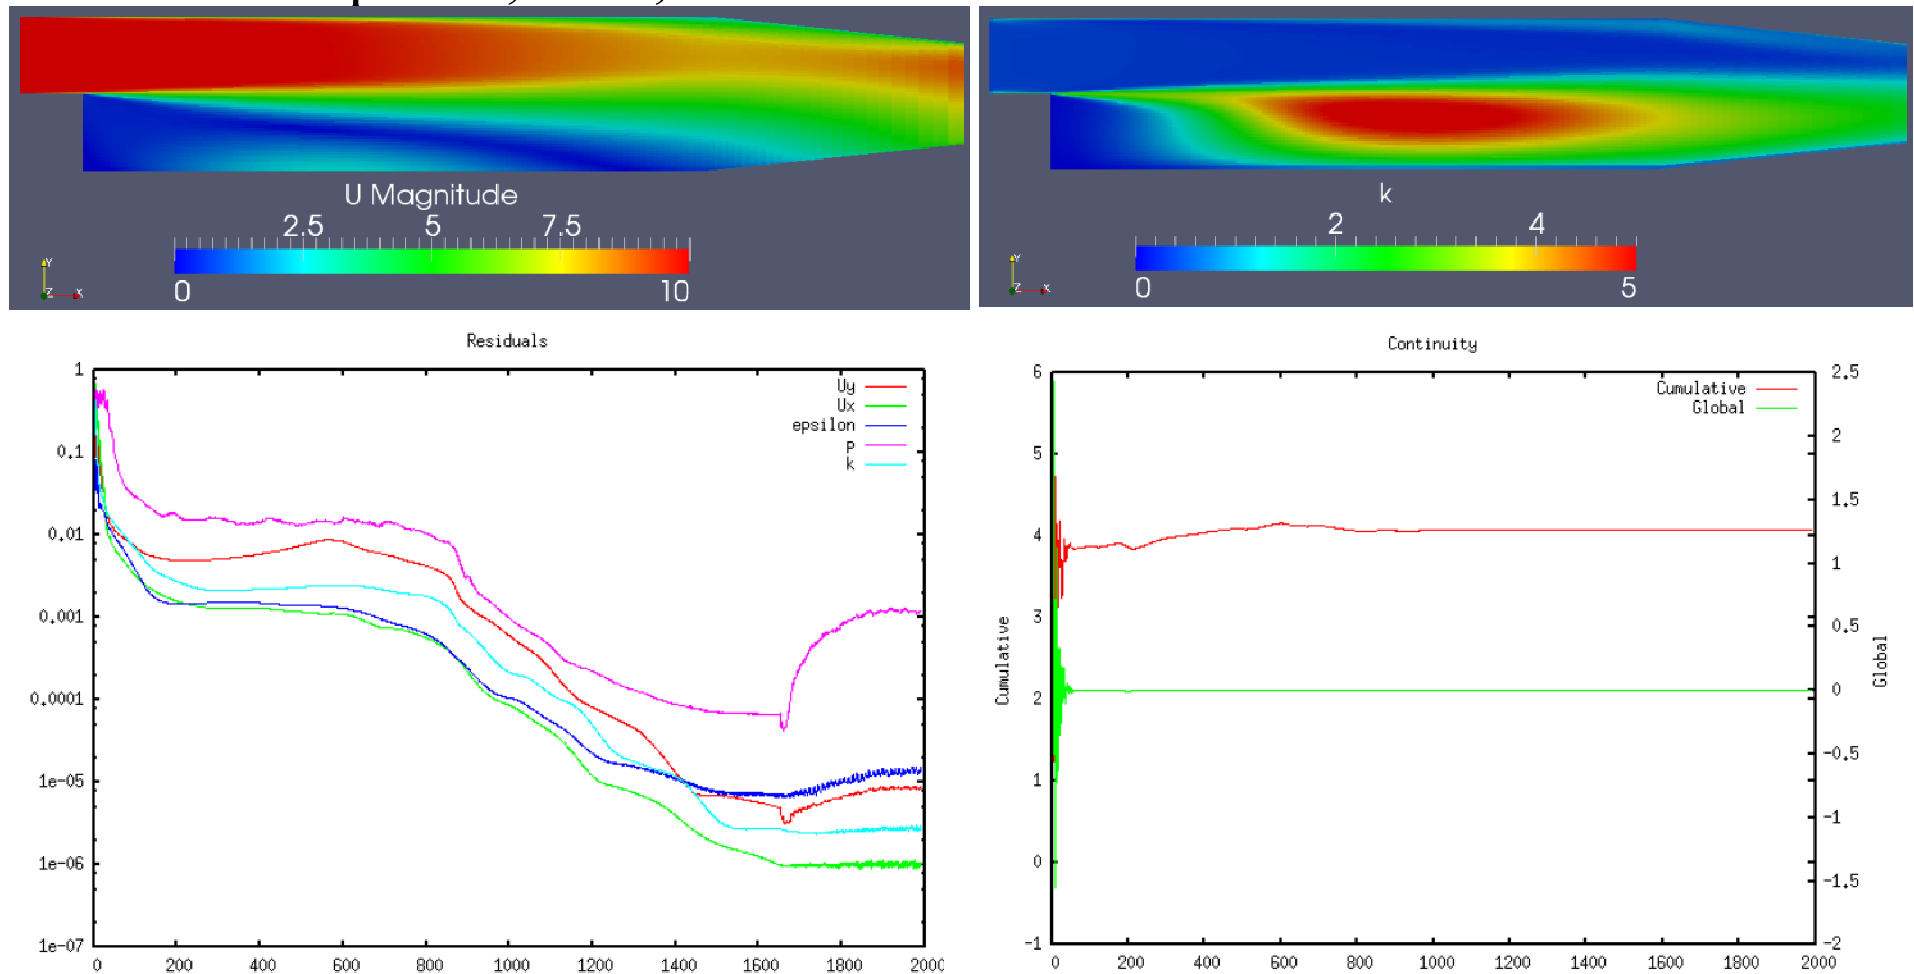 U Magnitude
2.5 5 7.5
0 10
Y
Z X
k
2 4
0 5
Y
Z X
Residuals
1
0.1
0.01
0.001
0.0001
1e-05
1e-06
1e-07
Uy
Ux
epsilon
p
k
0 200 400 600 800 1000 1200 1400 1600 1800 2000
Continuity
Cumulative
6
5
4
3
2
1
0
-1
Cumulative
Global
2.5
2
1.5
1
0.5
0
-0.5
-1
-1.5
-2
Global
0 200 400 600 800 1000 1200 1400 1600 1800 2000